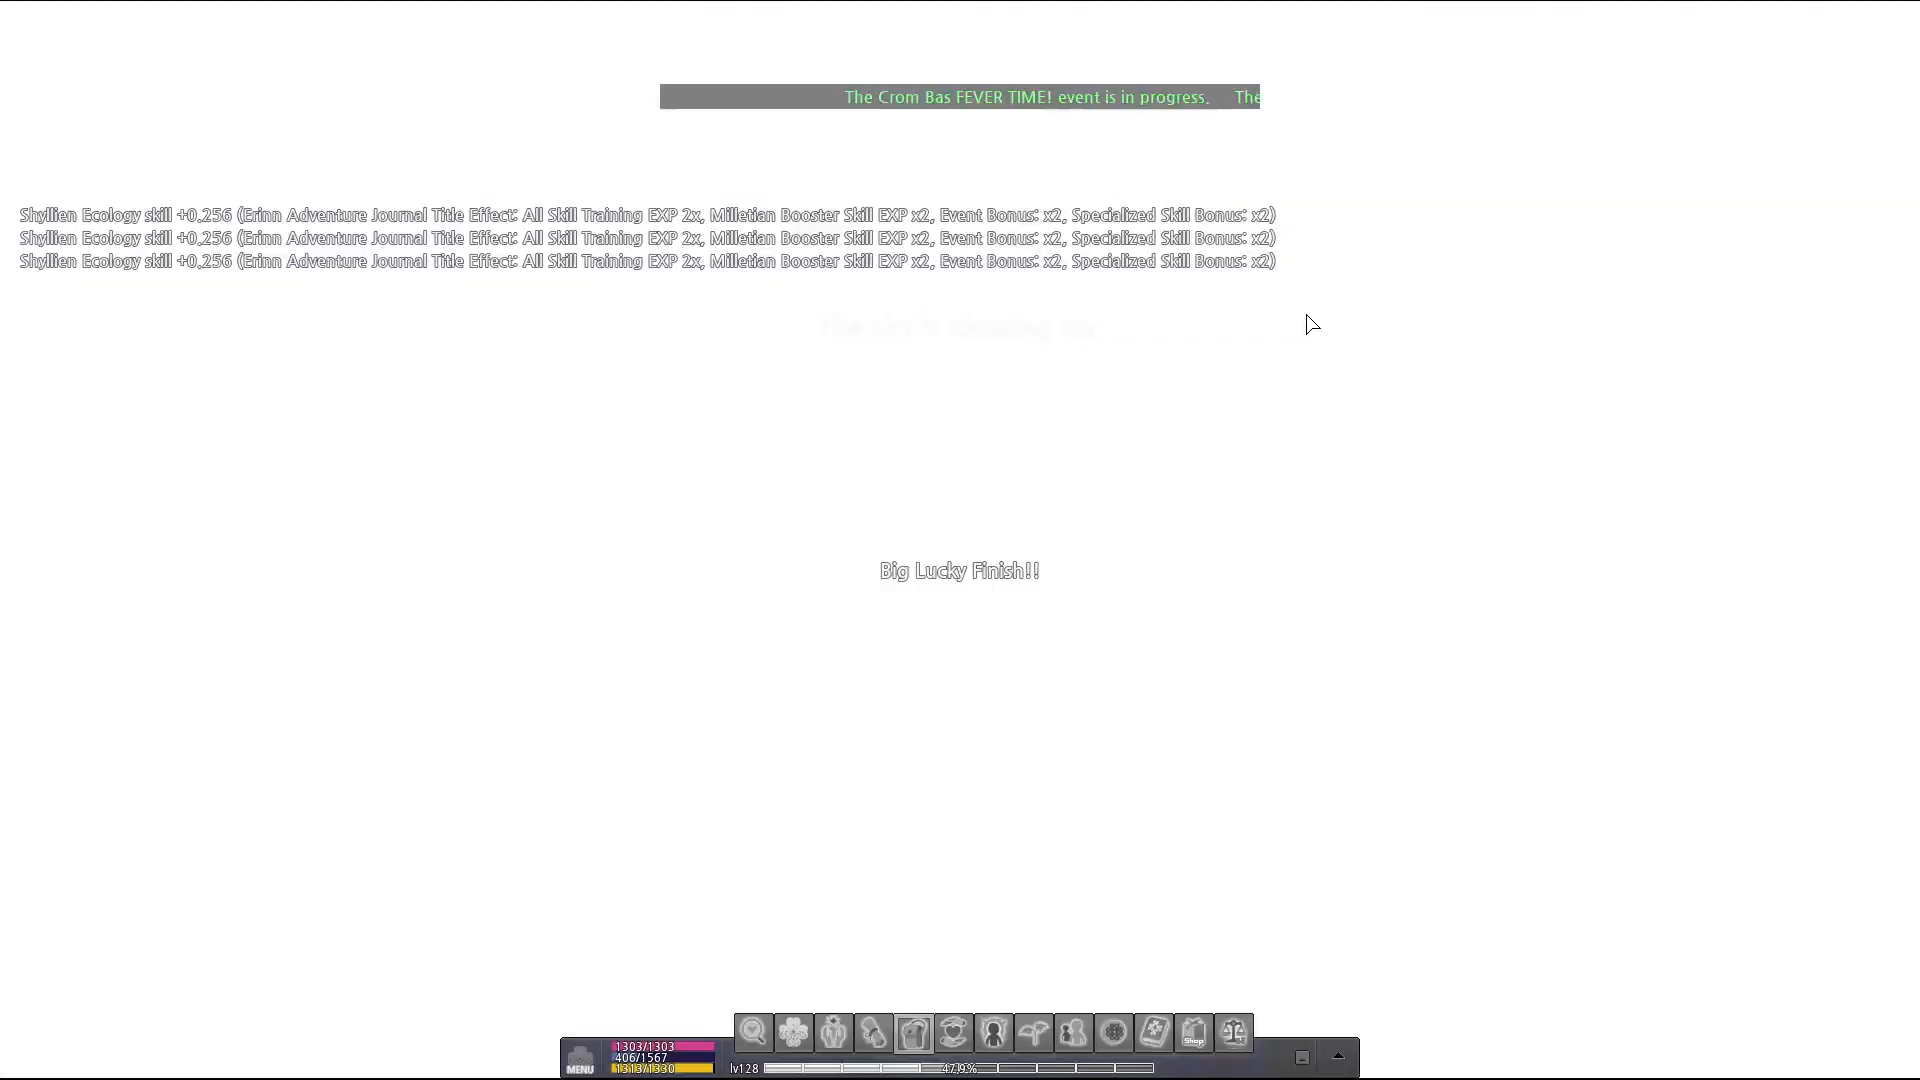 The Crom Bas FEVER TIME! event is in progress. The
Shyllien Ecology skill +0.256 (Erinn Adventure Journal Title Effect: All Skill Training EXP 2x, Milletian Booster Skill EXP x2, Event Bonus: x2, Specialized Skill Bonus: x2)
Shyllien Ecology skill +0.256 (Erinn Adventure Journal Title Effect: All Skill Training EXP 2x, Milletian Booster Skill EXP x2, Event Bonus: x2, Specialized Skill Bonus: x2)
Shyllien Ecology skill +0.256 (Erinn Adventure Journal Title Effect: All Skill Training EXP 2x, Milletian Booster Skill EXP x2, Event Bonus: x2, Specialized Skill Bonus: x2)
The sky is clouding
Big Lucky Finish!!
Shop
1303/1303
406/1567
MENU
1313/1330
lv128
47.9%